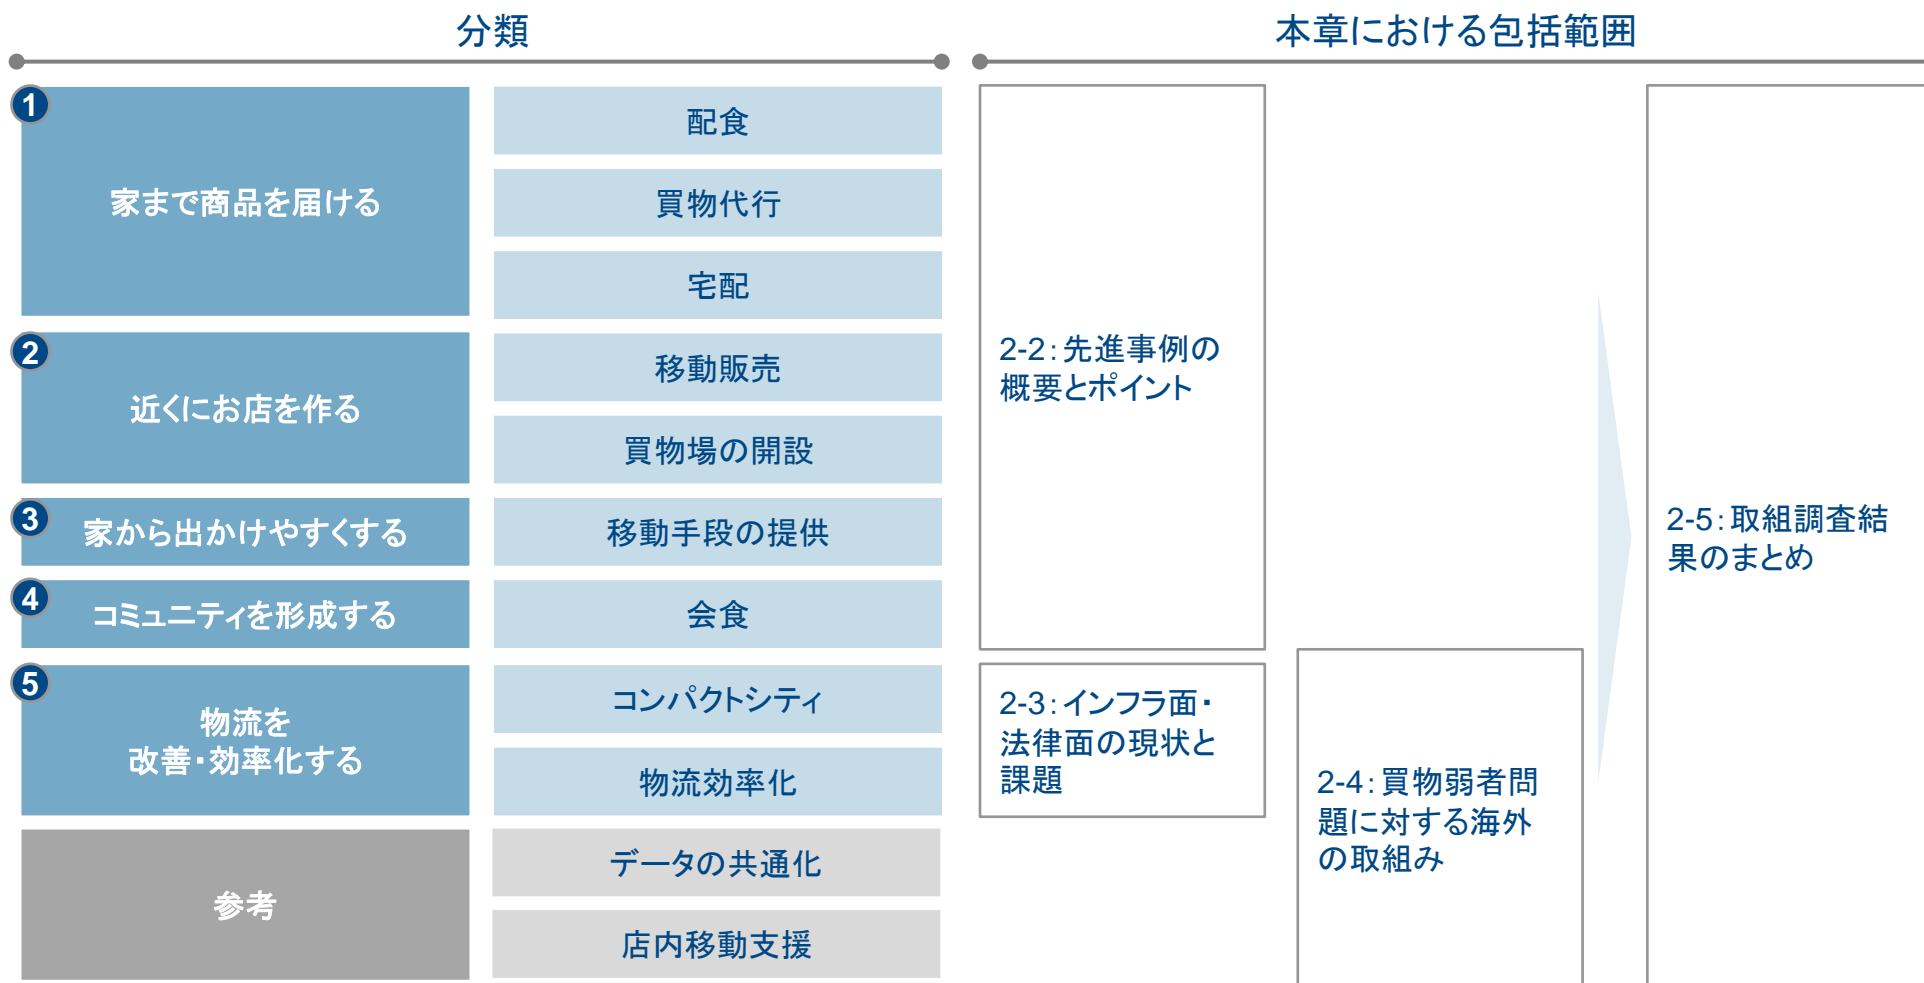 分類
本章における包括範囲
1
家まで商品を届ける
配食
買物代行
宅配
2
近くにお店を作る
移動販売
買物場の開設
3
家から出かけやすくする
移動手段の提供
4
コミュニティを形成する
会食
5
物流を
改善・効率化する
コンパクトシティ
物流効率化
参考
データの共通化
店内移動支援
2-2：先進事例の
概要とポイント
2-3：インフラ面・
法律面の現状と
課題
2-4：買物弱者問
題に対する海外
の取組み
2-5：取組調査結
果のまとめ